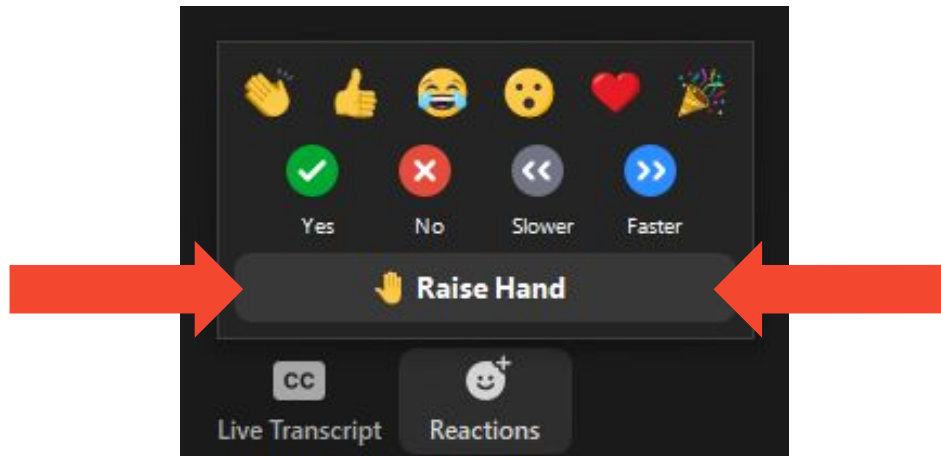 Yes No Slower Faster
Raise Hand
CC
Live Transcript Reactions